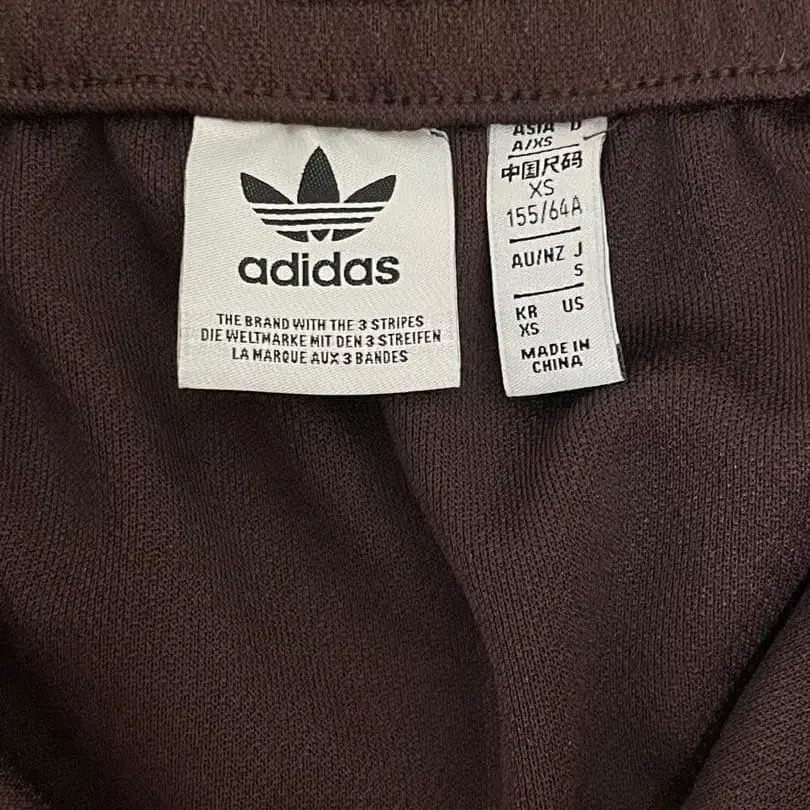 adidas
THE BRAND WITH THE 3 STRIPES
DIE WELTMARKE MIT DEN 3 STREIFEN
LA MARQUE AUX 3 BANDES
ASIA D
A/XS
中国尺码
XS
155/64A
AU/NZ J
S
KR US
XS
MADE IN
CHINA